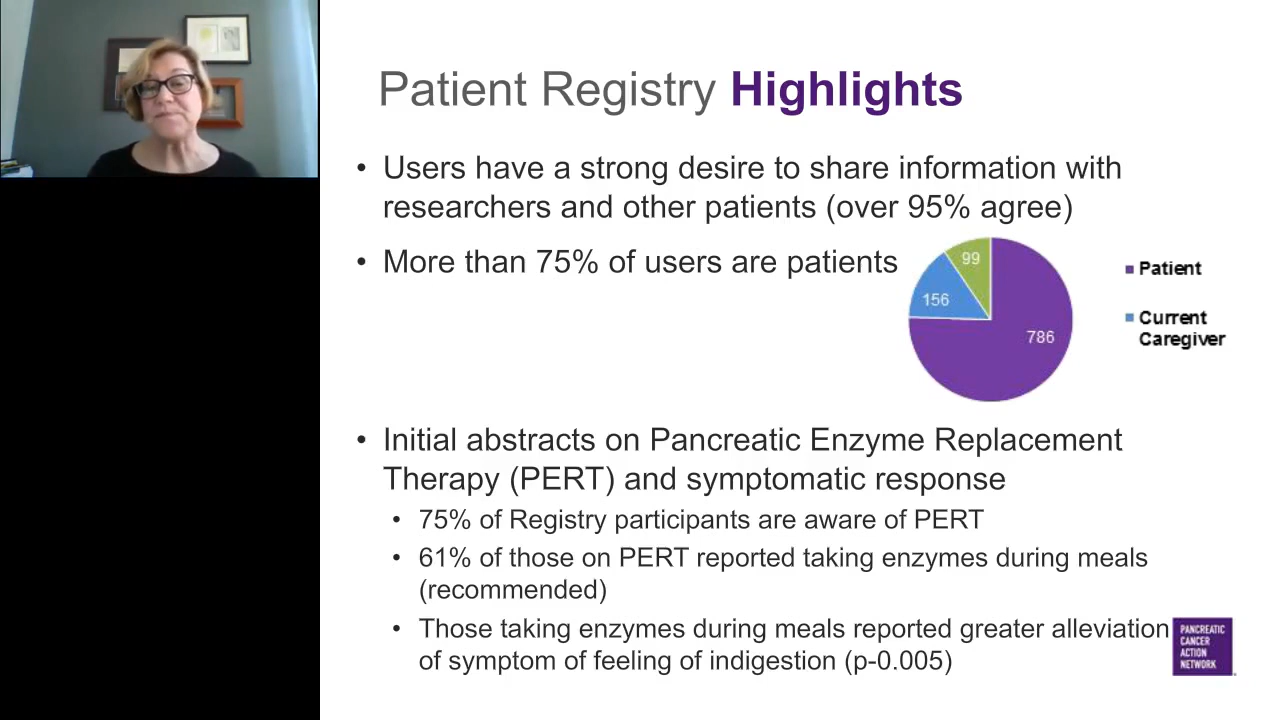 Patient Registry Highlights
• Users have a strong desire to share information with
researchers and other patients (over 95% agree)
• More than 75% of users are patients
99
156
786
Patient
Current
Caregiver
• Initial abstracts on Pancreatic Enzyme Replacement
Therapy (PERT) and symptomatic response
• 75% of Registry participants are aware of PERT
• 61% of those on PERT reported taking enzymes during meals
(recommended)
• Those taking enzymes during meals reported greater alleviation
of symptom of feeling of indigestion (p-0.005)
PANCREATIC
CANCER
ACTION
NETWORK